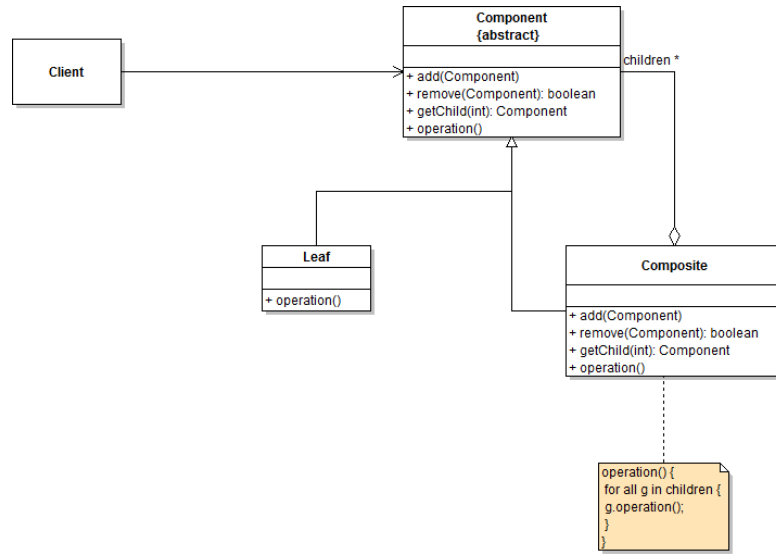 Component
{abstract}
Client
children *
+ add(Component)
+ remove(Component): boolean
+ getChild(int): Component
+ operation()
Leaf
+ operation()
Composite
+ add(Component)
+ remove(Component): boolean
+ getChild(int): Component
+ operation()
operation() {
for all g in children {
g.operation();
}
}